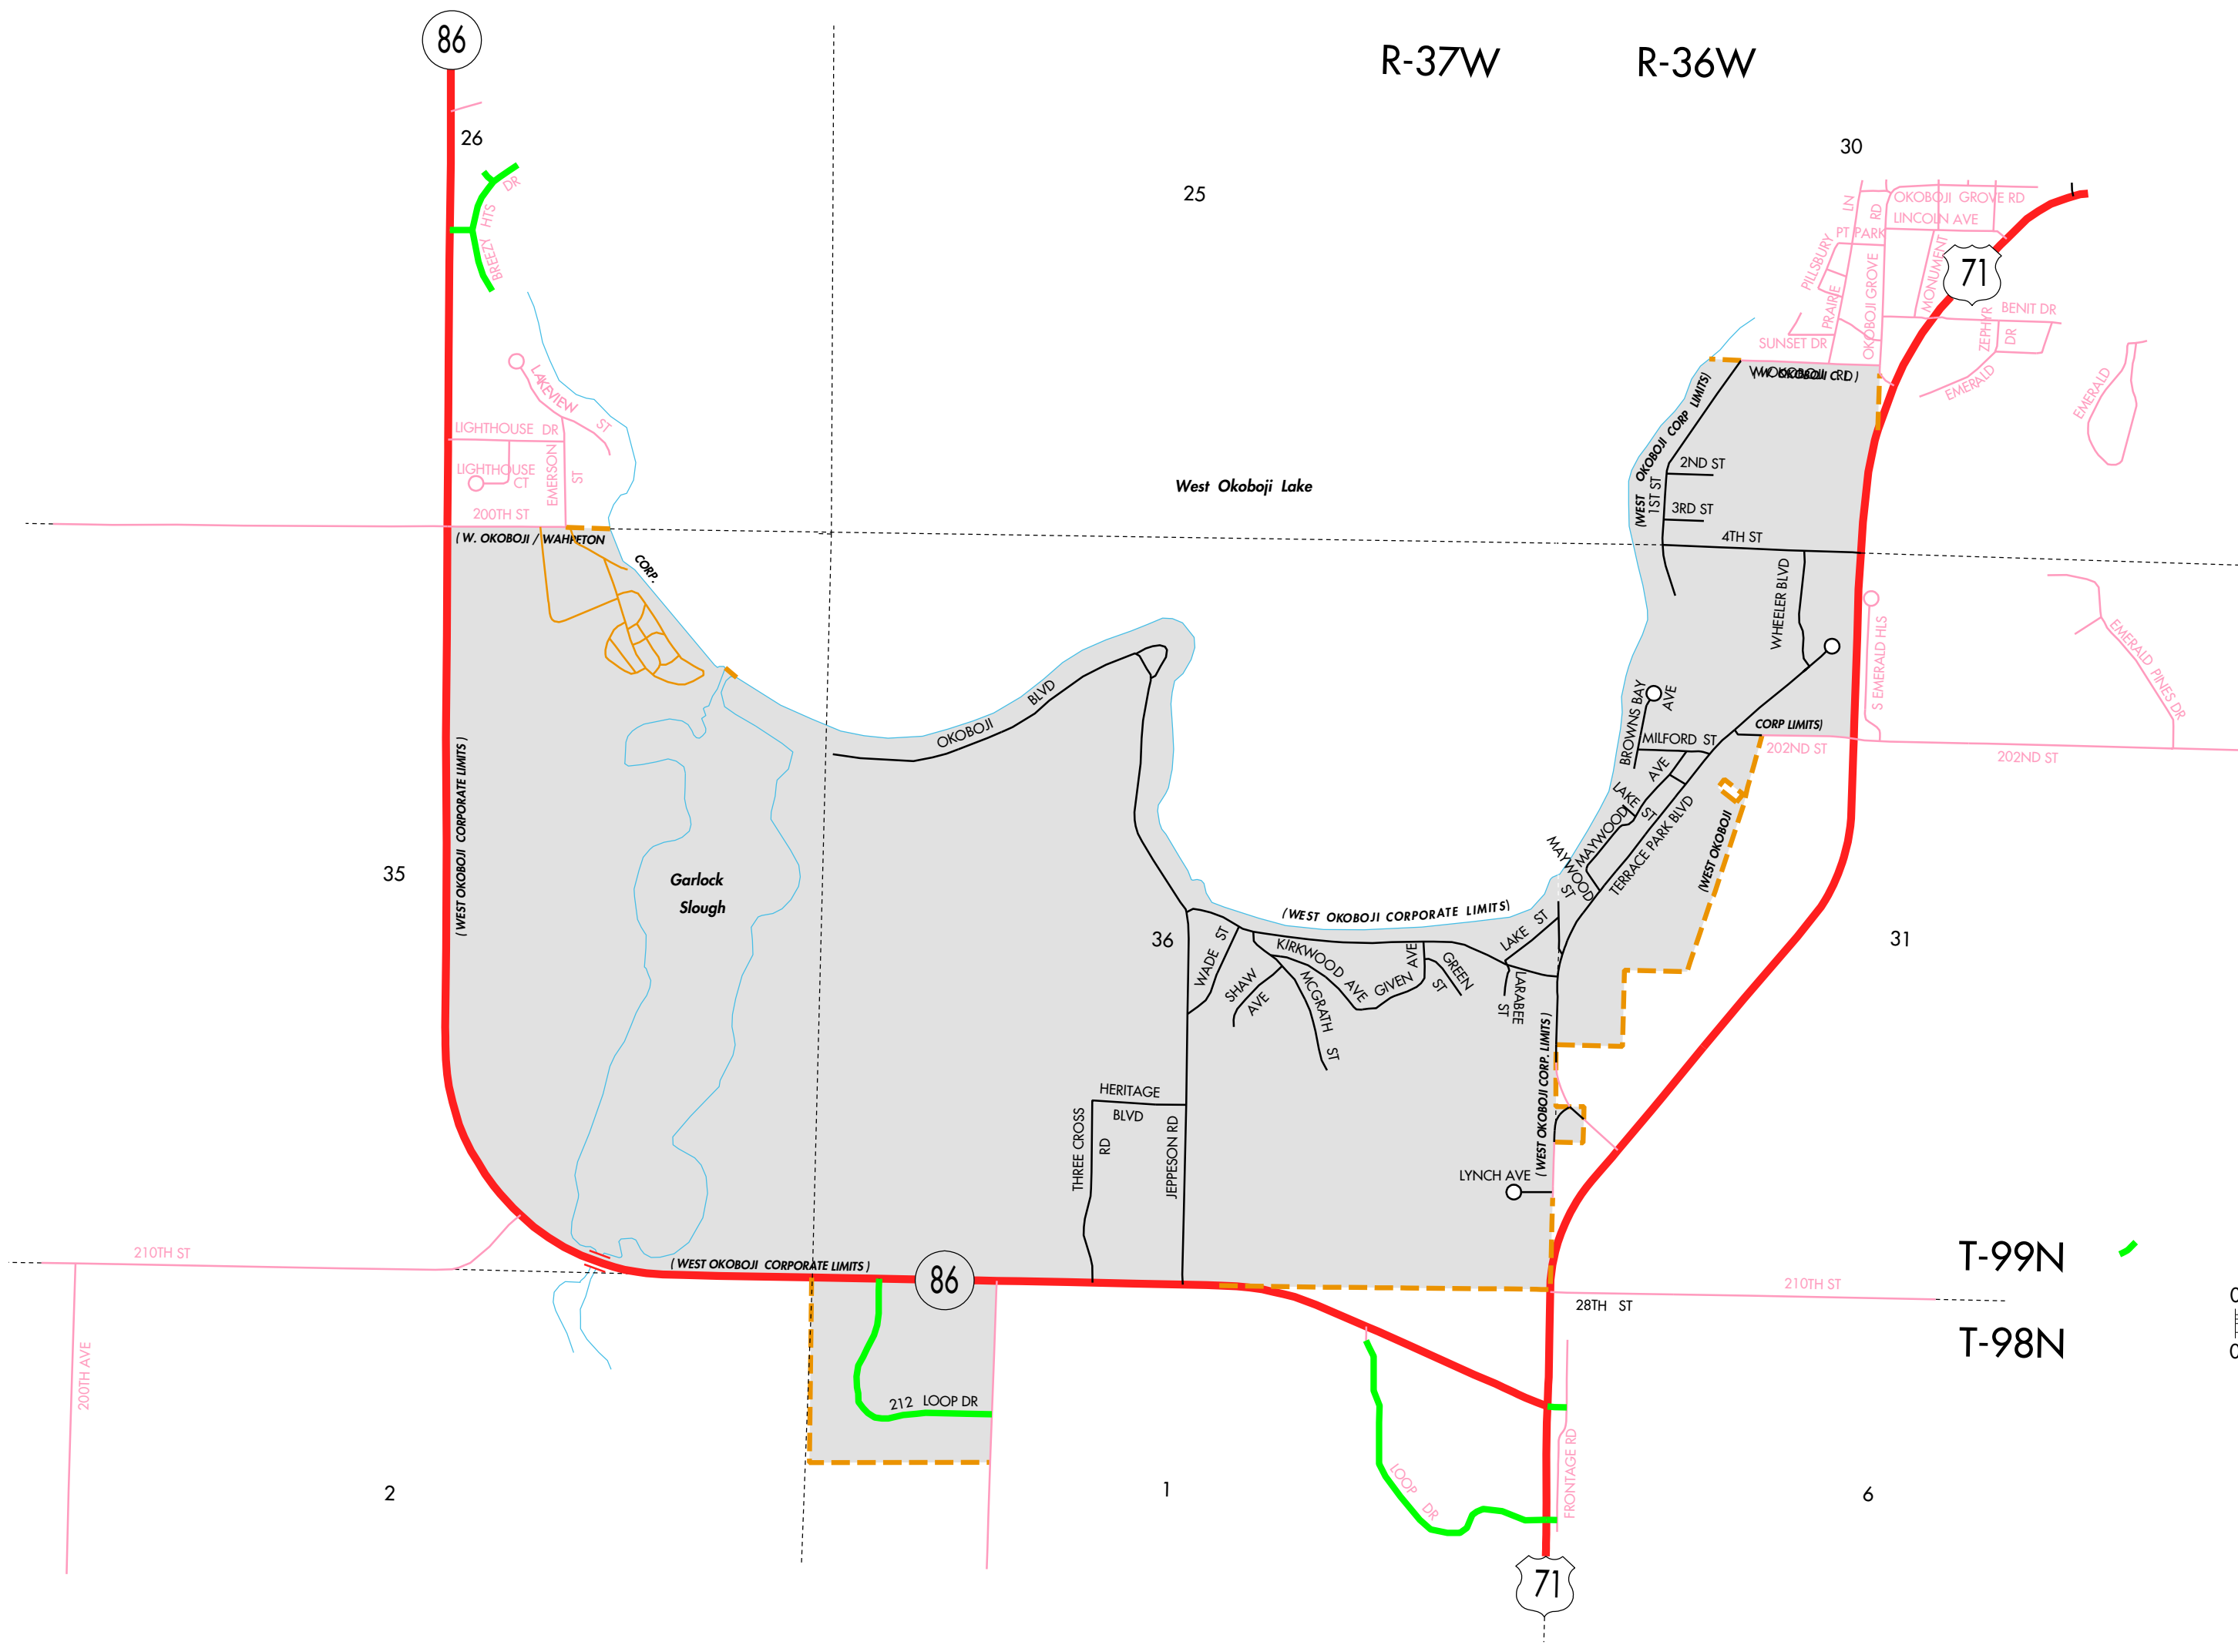 86
R-37W
R-36W
26
25
30
BREEZY HTS DR
OKOBOJI GROVE RD
LINCOLN AVE
PILLSBURY
PT PARK
PRAIRIE LN
OKOBOJI GROVE RD
MONUMENT
71
BENIT DR
ZEPHYR DR
SUNSET DR
EMERALD
EMERALD
(W. OKOBOJI C.L.)
LAKEVIEW ST
LIGHTHOUSE DR
LIGHTHOUSE CT
EMERSON ST
200TH ST
( W. OKOBOJI / WAHPETON
CORP.
West Okoboji Lake
(WEST OKOBOJI CORP LIMITS)
1ST ST
2ND ST
3RD ST
4TH ST
WHEELER BLVD
S EMERALD HLS
EMERALD PINES DR
BROWNS BAY AVE
MILFORD ST
CORP LIMITS)
202ND ST
202ND ST
OKOBOJI BLVD
LAKE ST
MAYWOOD AVE
MAYWOOD ST
TERRACE PARK BLVD
(WEST OKOBOJI
(WEST OKOBOJI CORPORATE LIMITS)
35
Garlock
Slough
36
31
(WEST OKOBOJI CORPORATE LIMITS)
WADE ST
SHAW AVE
KIRKWOOD AVE
MCGRATH ST
GIVEN AVE
GREEN ST
LAKE ST
LARABEE ST
(WEST OKOBOJI CORP. LIMITS)
HERITAGE BLVD
THREE CROSS RD
JEPPESON RD
LYNCH AVE
210TH ST
(WEST OKOBOJI CORPORATE LIMITS)
86
T-99N
210TH ST
28TH ST
T-98N
0
0
200TH AVE
212 LOOP DR
LOOP DR
FRONTAGE RD
2
1
6
71